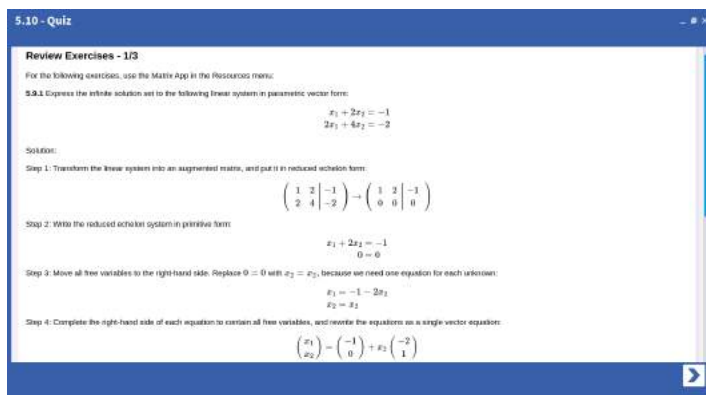 5.10 - Quiz
Review Exercises - 1/3
For the following exercises, use the Matrix App in the Resources menu:
5.9.1 Express the infinite solution set to the following linear system in parametric vector form:
x₁ + 2x₂ = −1
2x₁ + 4x₂ = −2
Solution:
Step 1: Transform the linear system into an augmented matrix, and put it in reduced echelon form:
( 1 2 | −1 ) → ( 1 2 | −1 )
( 2 4 | −2 ) ( 0 0 | 0 )
Step 2: Write the reduced echelon system in primitive form:
x₁ + 2x₂ = −1
0 = 0
Step 3: Move all free variables to the right-hand side. Replace 0 = 0 with x₂ = x₂, because we need one equation for each unknown:
x₁ = −1 − 2x₂
x₂ = x₂
Step 4: Complete the right-hand side of each equation to contain all free variables, and rewrite the equations as a single vector equation:
( x₁ ) = ( −1 ) + x₂ ( −2 )
( x₂ ) ( 0 ) ( 1 )